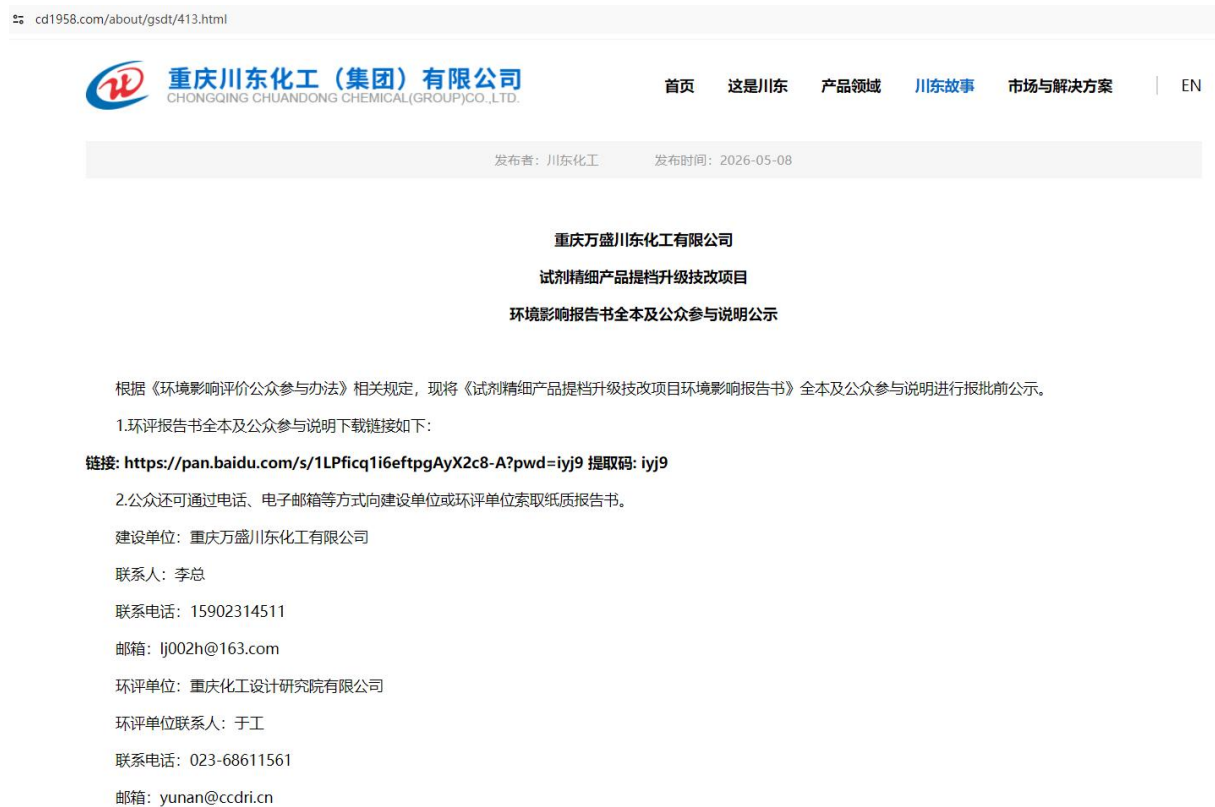 cd1958.com/about/gsdt/413.html
重庆川东化工（集团）有限公司
CHONGQING CHUANDONG CHEMICAL(GROUP)CO.,LTD.
首页 这是川东 产品领域 川东故事 市场与解决方案 EN
发布者：川东化工 发布时间：2026-05-08
重庆万盛川东化工有限公司
试剂精细产品提档升级技改项目
环境影响报告书全本及公众参与说明公示
根据《环境影响评价公众参与办法》相关规定，现将《试剂精细产品提档升级技改项目环境影响报告书》全本及公众参与说明进行报批前公示。
1.环评报告书全本及公众参与说明下载链接如下：
链接: https://pan.baidu.com/s/1LPficq1i6eftpgAyX2c8-A?pwd=iyj9 提取码: iyj9
2.公众还可通过电话、电子邮箱等方式向建设单位或环评单位索取纸质报告书。
建设单位：重庆万盛川东化工有限公司
联系人：李总
联系电话：15902314511
邮箱：lj002h@163.com
环评单位：重庆化工设计研究院有限公司
环评单位联系人：于工
联系电话：023-68611561
邮箱：yunan@ccdri.cn